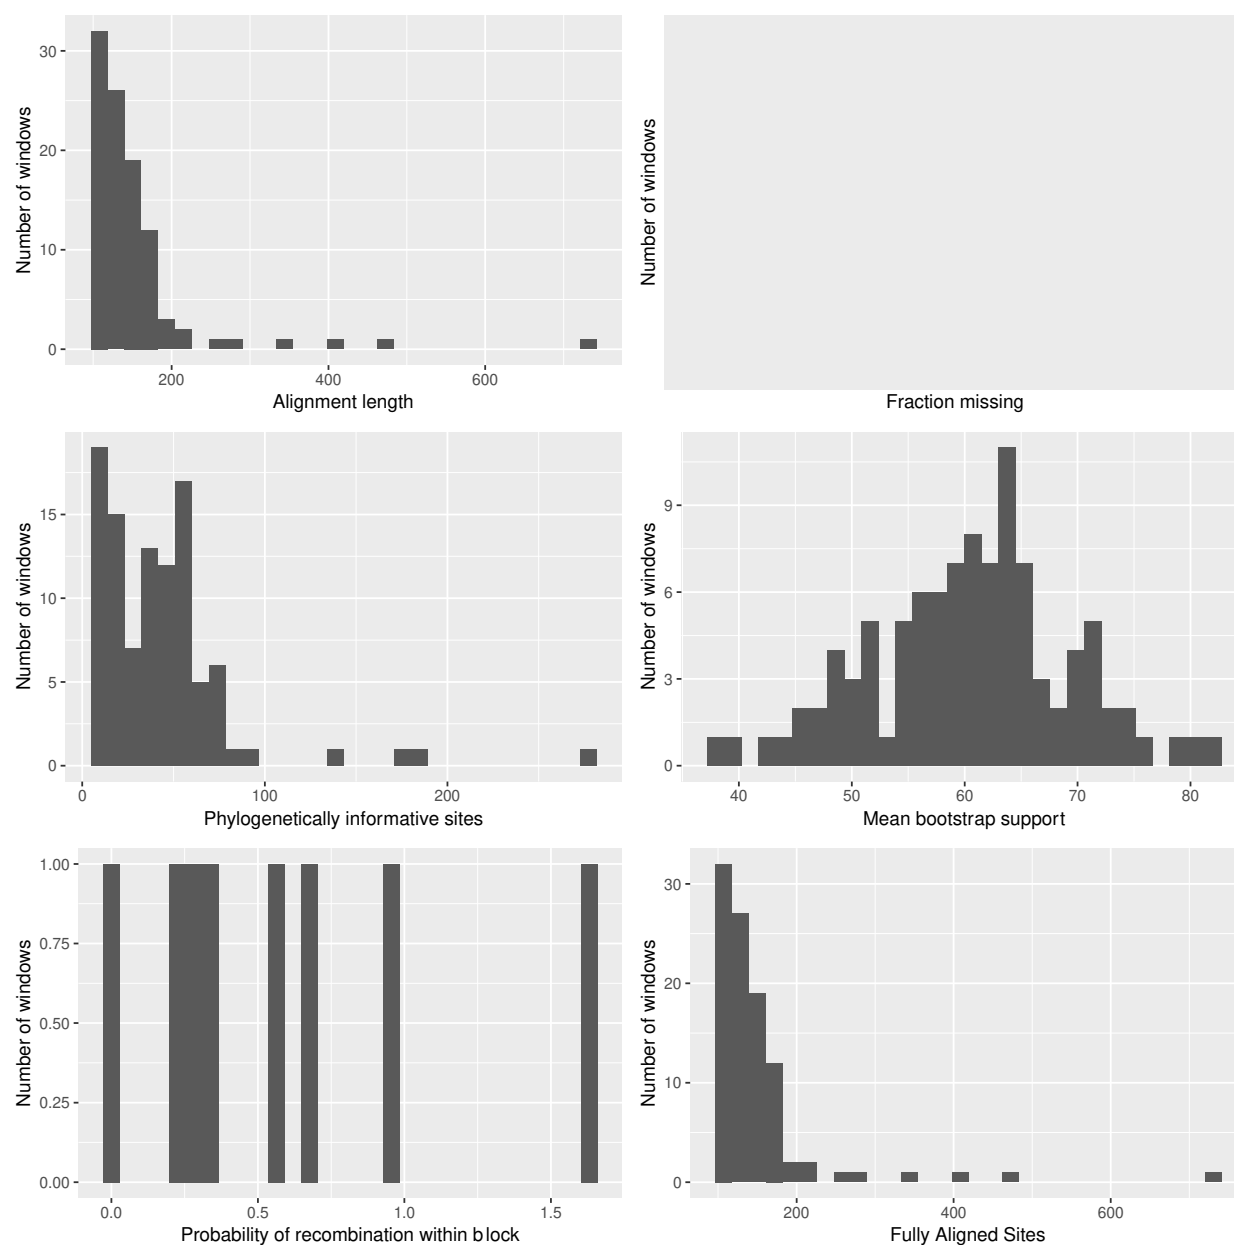 Number of windows
30
20
10
0
200 400 600
Alignment length
Number of windows
Fraction missing
Number of windows
15
10
5
0
0 100 200
Phylogenetically informative sites
Number of windows
9
6
3
0
40 50 60 70 80
Mean bootstrap support
Number of windows
1.00
0.75
0.50
0.25
0.00
0.0 0.5 1.0 1.5
Probability of recombination within block
Number of windows
30
20
10
0
200 400 600
Fully Aligned Sites